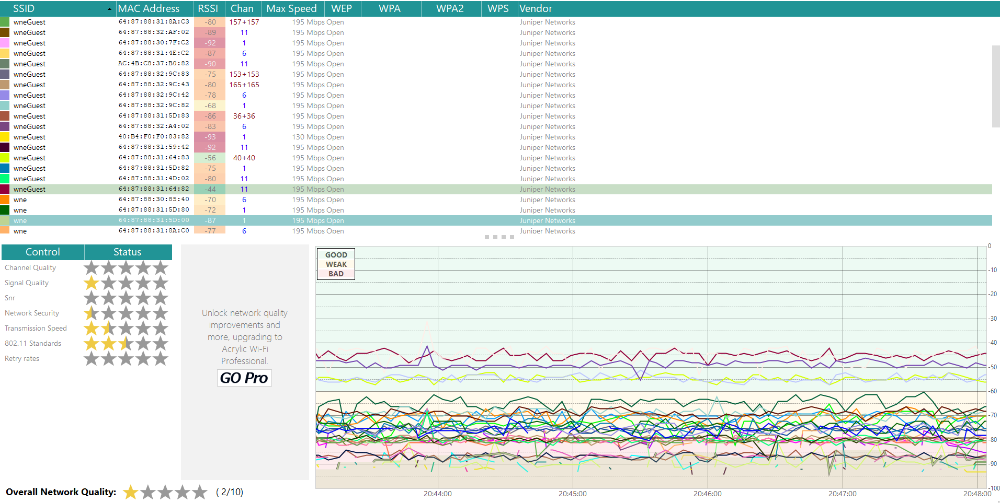 SSID MAC Address RSSI Chan Max Speed WEP WPA WPA2 WPS Vendor
wneGuest 64:87:88:31:8A:C3 -80 157+157 195 Mbps Open Juniper Networks
wneGuest 64:87:88:32:AF:02 -89 11 195 Mbps Open Juniper Networks
wneGuest 64:87:88:30:7F:C2 -92 1 195 Mbps Open Juniper Networks
wneGuest 64:87:88:31:4E:C2 -87 6 195 Mbps Open Juniper Networks
wneGuest AC:4B:C8:37:B0:82 -90 11 195 Mbps Open Juniper Networks
wneGuest 64:87:88:32:9C:83 -75 153+153 195 Mbps Open Juniper Networks
wneGuest 64:87:88:32:9C:43 -80 165+165 195 Mbps Open Juniper Networks
wneGuest 64:87:88:32:9C:42 -78 6 195 Mbps Open Juniper Networks
wneGuest 64:87:88:32:9C:82 -68 1 195 Mbps Open Juniper Networks
wneGuest 64:87:88:31:5D:83 -86 36+36 195 Mbps Open Juniper Networks
wneGuest 64:87:88:32:A4:02 -83 6 195 Mbps Open Juniper Networks
wneGuest 40:B4:F0:F0:83:82 -93 1 130 Mbps Open Juniper Networks
wneGuest 64:87:88:31:59:42 -92 11 195 Mbps Open Juniper Networks
wneGuest 64:87:88:31:64:83 -56 40+40 195 Mbps Open Juniper Networks
wneGuest 64:87:88:31:5D:82 -75 1 195 Mbps Open Juniper Networks
wneGuest 64:87:88:31:4D:02 -80 11 195 Mbps Open Juniper Networks
wneGuest 64:87:88:31:64:82 -44 11 195 Mbps Open Juniper Networks
wne 64:87:88:30:85:40 -70 6 195 Mbps Open Juniper Networks
wne 64:87:88:31:5D:80 -72 1 195 Mbps Open Juniper Networks
wne 64:87:88:31:5D:00 -87 1 195 Mbps Open Juniper Networks
wne 64:87:88:31:8A:C0 -77 6 195 Mbps Open Juniper Networks
Control Status
Channel Quality
Signal Quality
Snr
Network Security
Transmission Speed
802.11 Standards
Retry rates
Overall Network Quality: ( 2/10)
Unlock network quality
improvements and
more, upgrading to
Acrylic Wi-Fi
Professional.
GO Pro
GOOD
WEAK
BAD
0
-10
-20
-30
-40
-50
-60
-70
-80
-90
-100
20:44:00 20:45:00 20:46:00 20:47:00 20:48:00